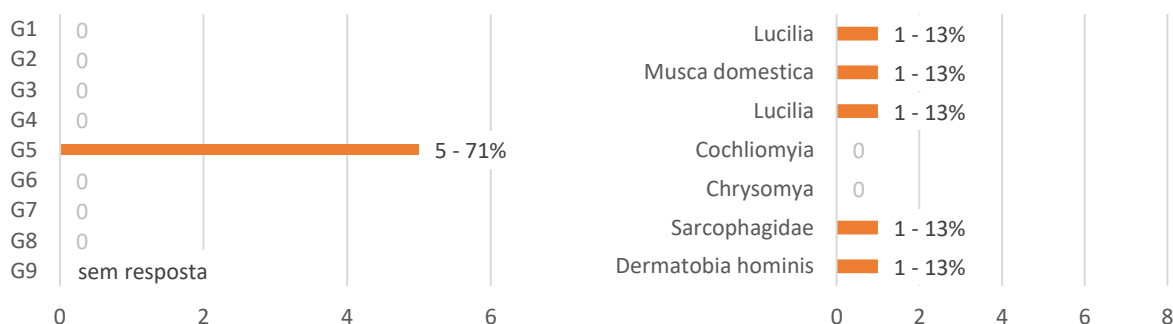 G1 0
G2 0
G3 0
G4 0
G5 5 - 71%
G6 0
G7 0
G8 0
G9 sem resposta
0 2 4 6
Lucilia 1 - 13%
Musca domestica 1 - 13%
Lucilia 1 - 13%
Cochliomyia 0
Chrysomya 0
Sarcophagidae 1 - 13%
Dermatobia hominis 1 - 13%
0 2 4 6 8